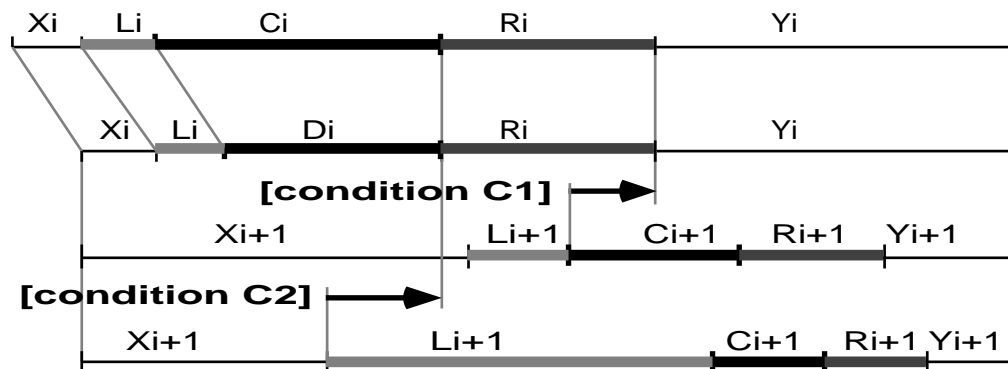 Xi Li Ci Ri Yi
Xi Li Di Ri Yi
[condition C1]
Xi+1 Li+1 Ci+1 Ri+1 Yi+1
[condition C2]
Xi+1 Li+1 Ci+1 Ri+1 Yi+1